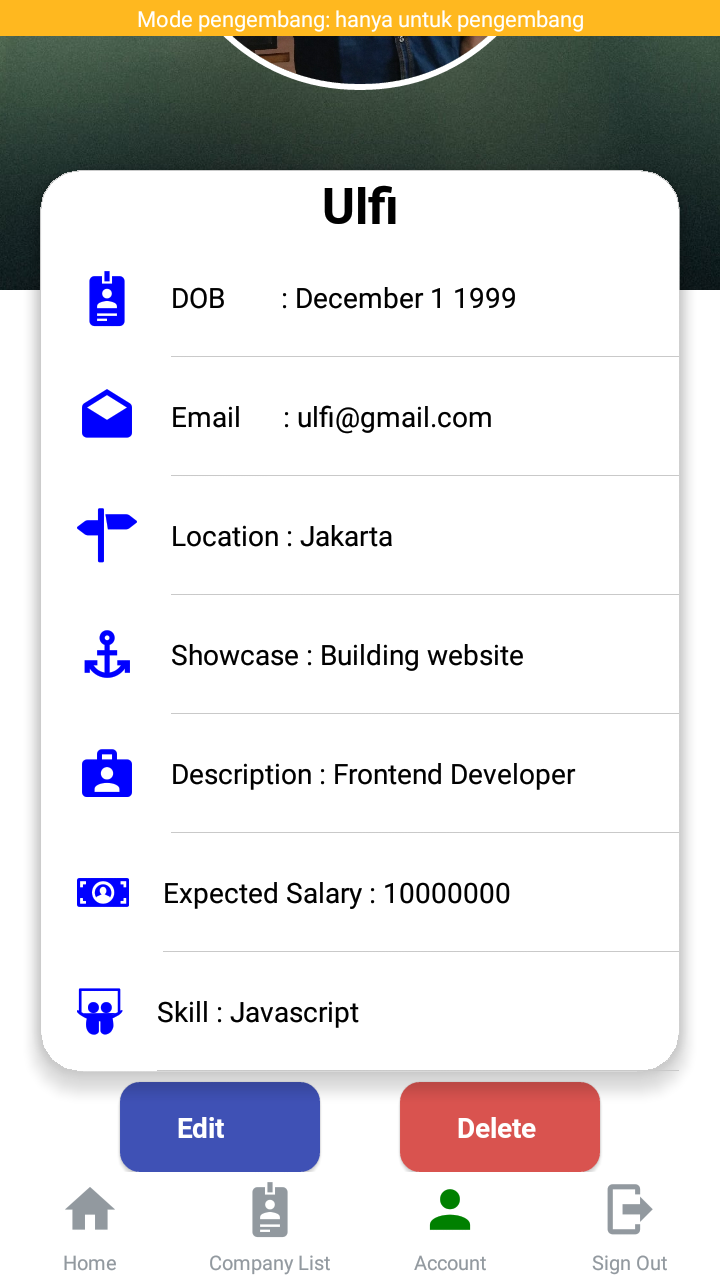 Mode pengembang: hanya untuk pengembang
Ulfi
DOB : December 1 1999
Email : ulfi@gmail.com
Location : Jakarta
Showcase : Building website
Description : Frontend Developer
Expected Salary : 10000000
Skill : Javascript
Edit Delete
Home Company List Account Sign Out